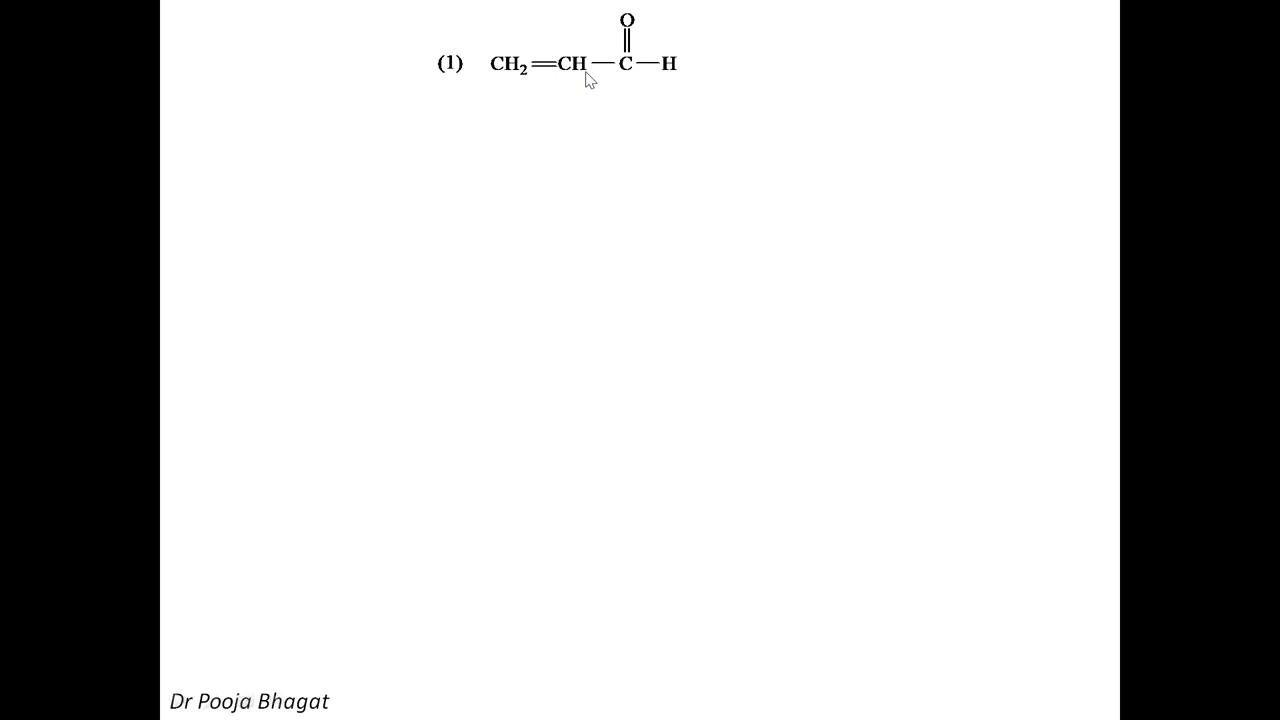 O
(1) CH₂=CH—C—H
Dr Pooja Bhagat